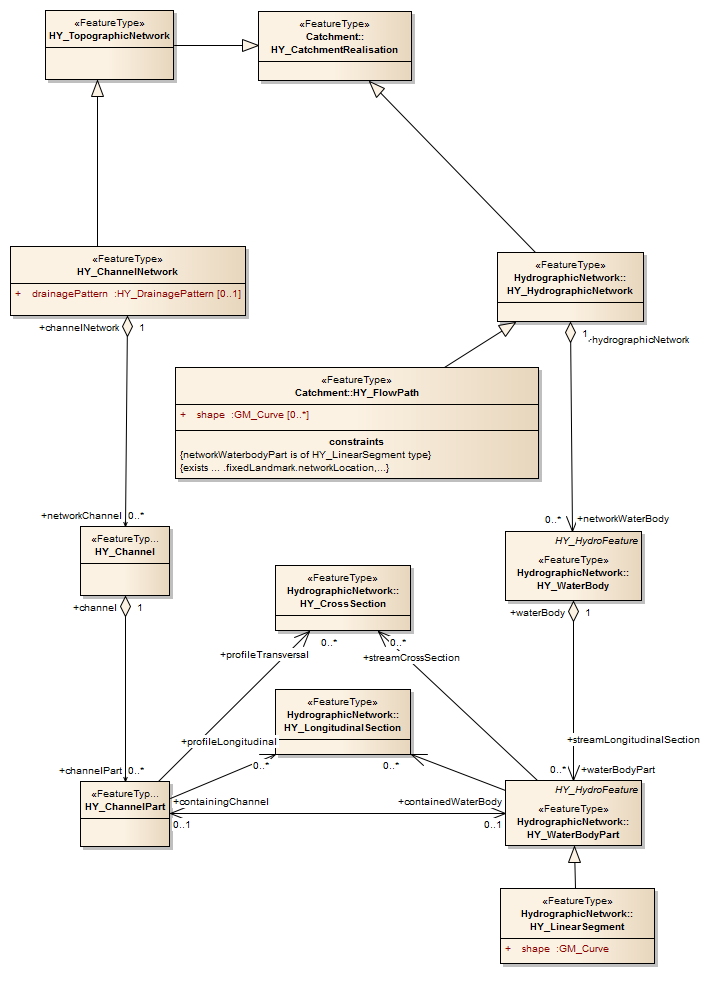 «FeatureType»
HY_TopographicNetwork
«FeatureType»
Catchment::
HY_CatchmentRealisation
«FeatureType»
HY_ChannelNetwork
+ drainagePattern :HY_DrainagePattern [0..1]
«FeatureType»
HydrographicNetwork::
HY_HydrographicNetwork
+channelNetwork 1
1
-hydrographicNetwork
«FeatureType»
Catchment::HY_FlowPath
+ shape :GM_Curve [0..*]
constraints
{networkWaterbodyPart is of HY_LinearSegment type}
{exists ... .fixedLandmark.networkLocation,...}
+networkChannel 0..*
0..* +networkWaterBody
«FeatureTyp...
HY_Channel
HY_HydroFeature
«FeatureType»
HydrographicNetwork::
HY_WaterBody
«FeatureType»
HydrographicNetwork::
HY_CrossSection
+channel 1
+waterBody 1
0..* 0..*
+profileTransversal
+streamCrossSection
«FeatureType»
HydrographicNetwork::
HY_LongitudinalSection
+profileLongitudinal
+streamLongitudinalSection
0..* 0..*
+channelPart 0..*
0..* +waterBodyPart
«FeatureTyp...
HY_ChannelPart
+containingChannel
0..1
+containedWaterBody
0..1
HY_HydroFeature
«FeatureType»
HydrographicNetwork::
HY_WaterBodyPart
«FeatureType»
HydrographicNetwork::
HY_LinearSegment
+ shape :GM_Curve